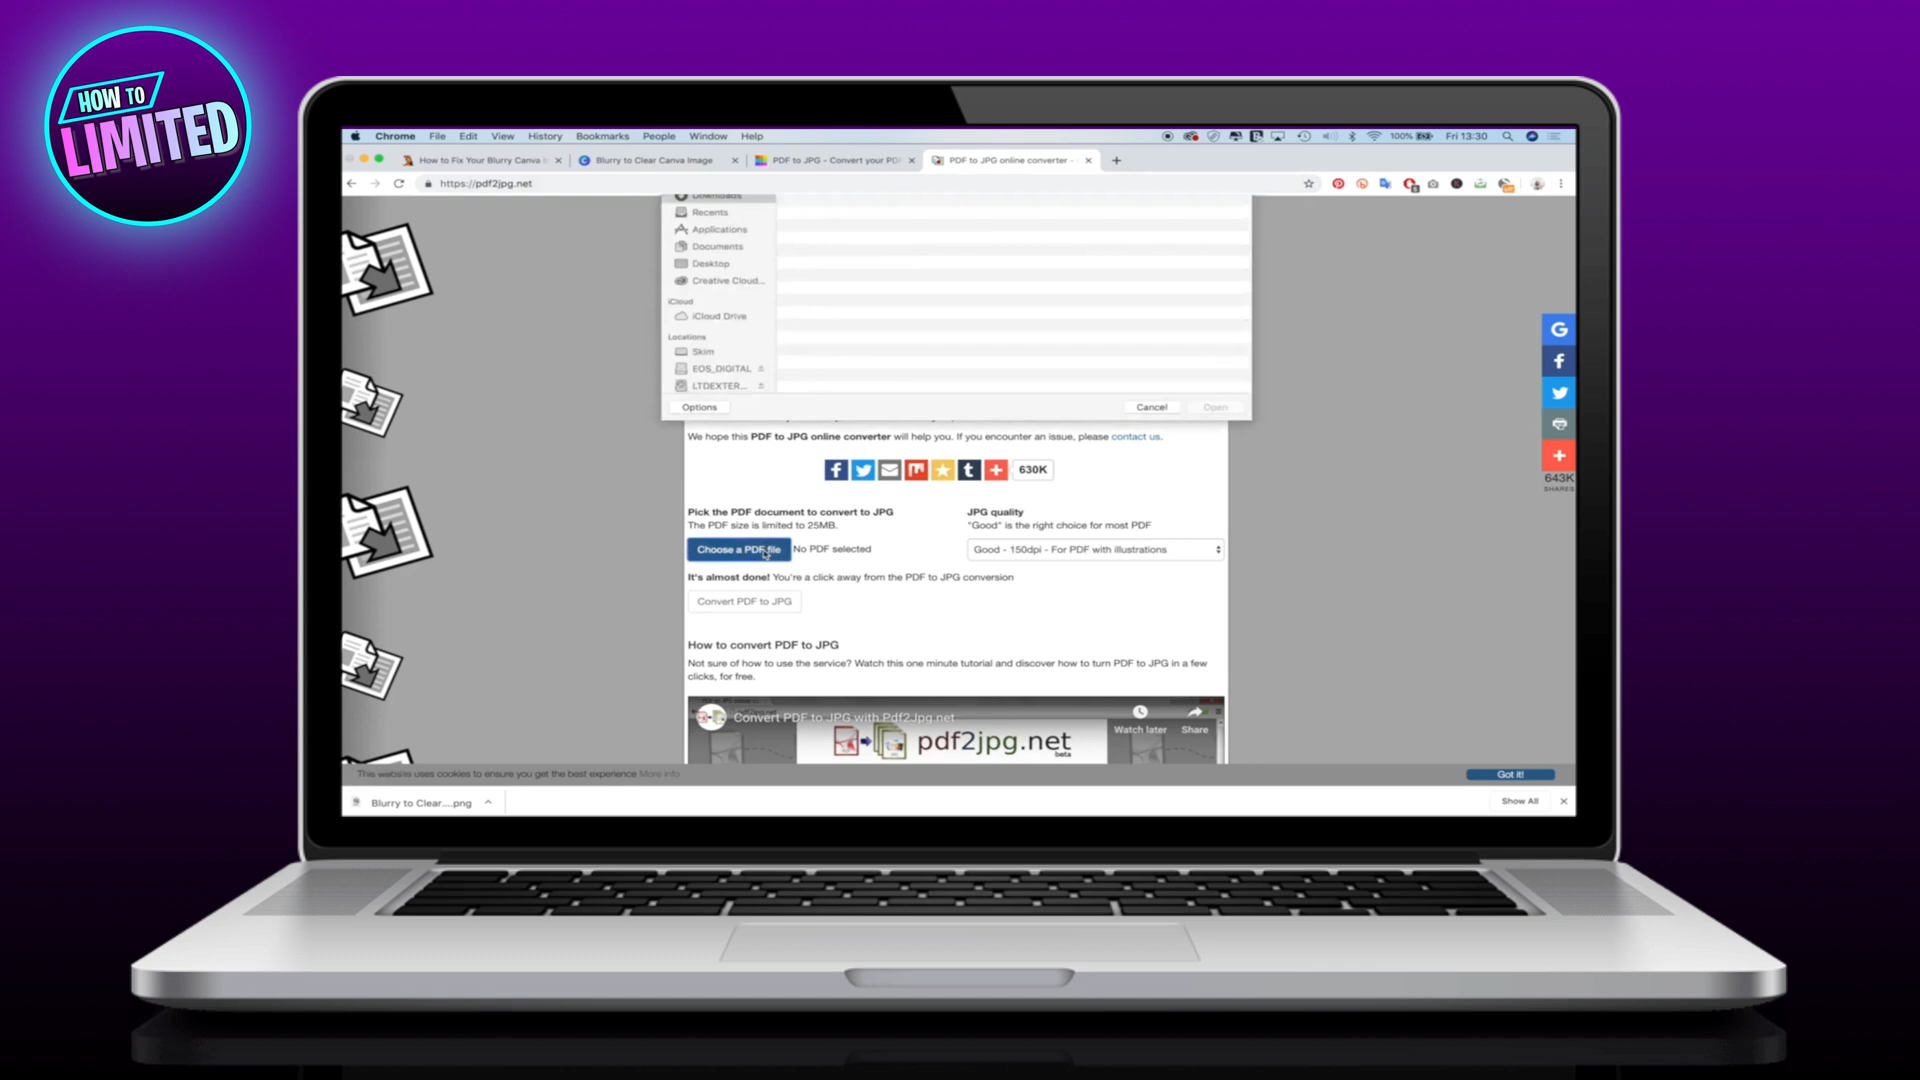 HOW TO
LIMITED
Chrome File Edit View History Bookmarks People Window Help
100% Fri 13:30
How to Fix Your Blurry Canva
Blurry to Clear Canva Image
PDF to JPG - Convert your PDF
PDF to JPG online converter -
https://pdf2jpg.net
Downloads
Recents
Applications
Documents
Desktop
Creative Cloud...
iCloud
iCloud Drive
Locations
Skim
EOS_DIGITAL
LTDEXTER...
Options
Cancel
Open
We hope this PDF to JPG online converter will help you. If you encounter an issue, please contact us.
630K
643K
SHARES
Pick the PDF document to convert to JPG
The PDF size is limited to 25MB.
Choose a PDF file
No PDF selected
JPG quality
"Good" is the right choice for most PDF
Good - 150dpi - For PDF with illustrations
It's almost done! You're a click away from the PDF to JPG conversion
Convert PDF to JPG
How to convert PDF to JPG
Not sure of how to use the service? Watch this one minute tutorial and discover how to turn PDF to JPG in a few
clicks, for free.
Convert PDF to JPG with Pdf2Jpg.net
Watch later
Share
pdf2jpg.net
beta
This website uses cookies to ensure you get the best experience More info
Got it!
Blurry to Clear....png
Show All